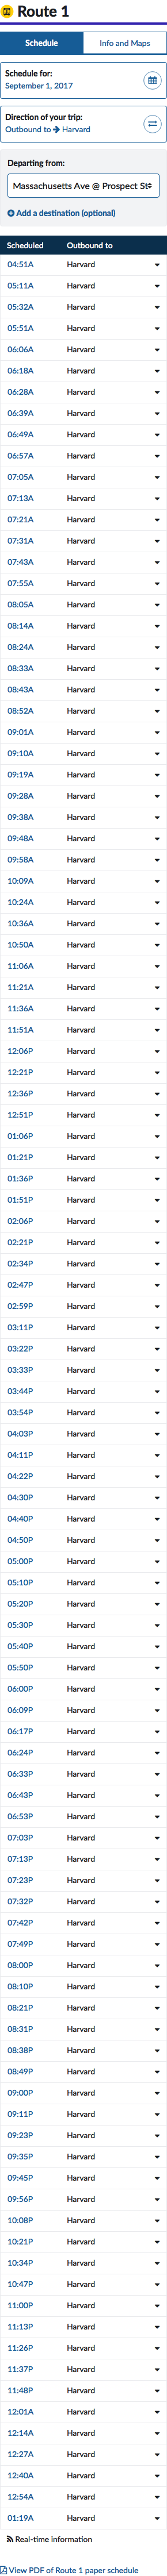 Route 1
Schedule
Info and Maps
Schedule for:
September 1, 2017
Direction of your trip:
Outbound to → Harvard
Departing from:
Massachusetts Ave @ Prospect St
Add a destination (optional)
Scheduled Outbound to
04:51A Harvard
05:11A Harvard
05:32A Harvard
05:51A Harvard
06:06A Harvard
06:18A Harvard
06:28A Harvard
06:39A Harvard
06:49A Harvard
06:57A Harvard
07:05A Harvard
07:13A Harvard
07:21A Harvard
07:31A Harvard
07:43A Harvard
07:55A Harvard
08:05A Harvard
08:14A Harvard
08:24A Harvard
08:33A Harvard
08:43A Harvard
08:52A Harvard
09:01A Harvard
09:10A Harvard
09:19A Harvard
09:28A Harvard
09:38A Harvard
09:48A Harvard
09:58A Harvard
10:09A Harvard
10:24A Harvard
10:36A Harvard
10:50A Harvard
11:06A Harvard
11:21A Harvard
11:36A Harvard
11:51A Harvard
12:06P Harvard
12:21P Harvard
12:36P Harvard
12:51P Harvard
01:06P Harvard
01:21P Harvard
01:36P Harvard
01:51P Harvard
02:06P Harvard
02:21P Harvard
02:34P Harvard
02:47P Harvard
02:59P Harvard
03:11P Harvard
03:22P Harvard
03:33P Harvard
03:44P Harvard
03:54P Harvard
04:03P Harvard
04:11P Harvard
04:22P Harvard
04:30P Harvard
04:40P Harvard
04:50P Harvard
05:00P Harvard
05:10P Harvard
05:20P Harvard
05:30P Harvard
05:40P Harvard
05:50P Harvard
06:00P Harvard
06:09P Harvard
06:17P Harvard
06:24P Harvard
06:33P Harvard
06:43P Harvard
06:53P Harvard
07:03P Harvard
07:13P Harvard
07:23P Harvard
07:32P Harvard
07:42P Harvard
07:49P Harvard
08:00P Harvard
08:10P Harvard
08:21P Harvard
08:31P Harvard
08:38P Harvard
08:49P Harvard
09:00P Harvard
09:11P Harvard
09:23P Harvard
09:35P Harvard
09:45P Harvard
09:56P Harvard
10:08P Harvard
10:21P Harvard
10:34P Harvard
10:47P Harvard
11:00P Harvard
11:13P Harvard
11:26P Harvard
11:37P Harvard
11:48P Harvard
12:01A Harvard
12:14A Harvard
12:27A Harvard
12:40A Harvard
12:54A Harvard
01:19A Harvard
Real-time information
View PDF of Route 1 paper schedule